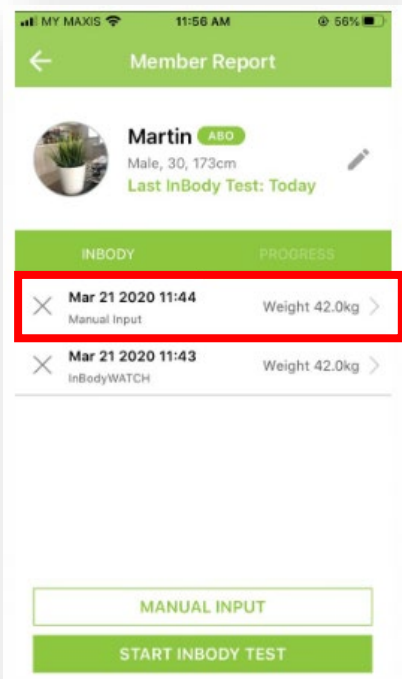 MY MAXIS 11:56 AM 56%
Member Report
Martin ABO
Male, 30, 173cm
Last InBody Test: Today
INBODY PROGRESS
Mar 21 2020 11:44 Weight 42.0kg
Manual Input
Mar 21 2020 11:43 Weight 42.0kg
InBodyWATCH
MANUAL INPUT
START INBODY TEST